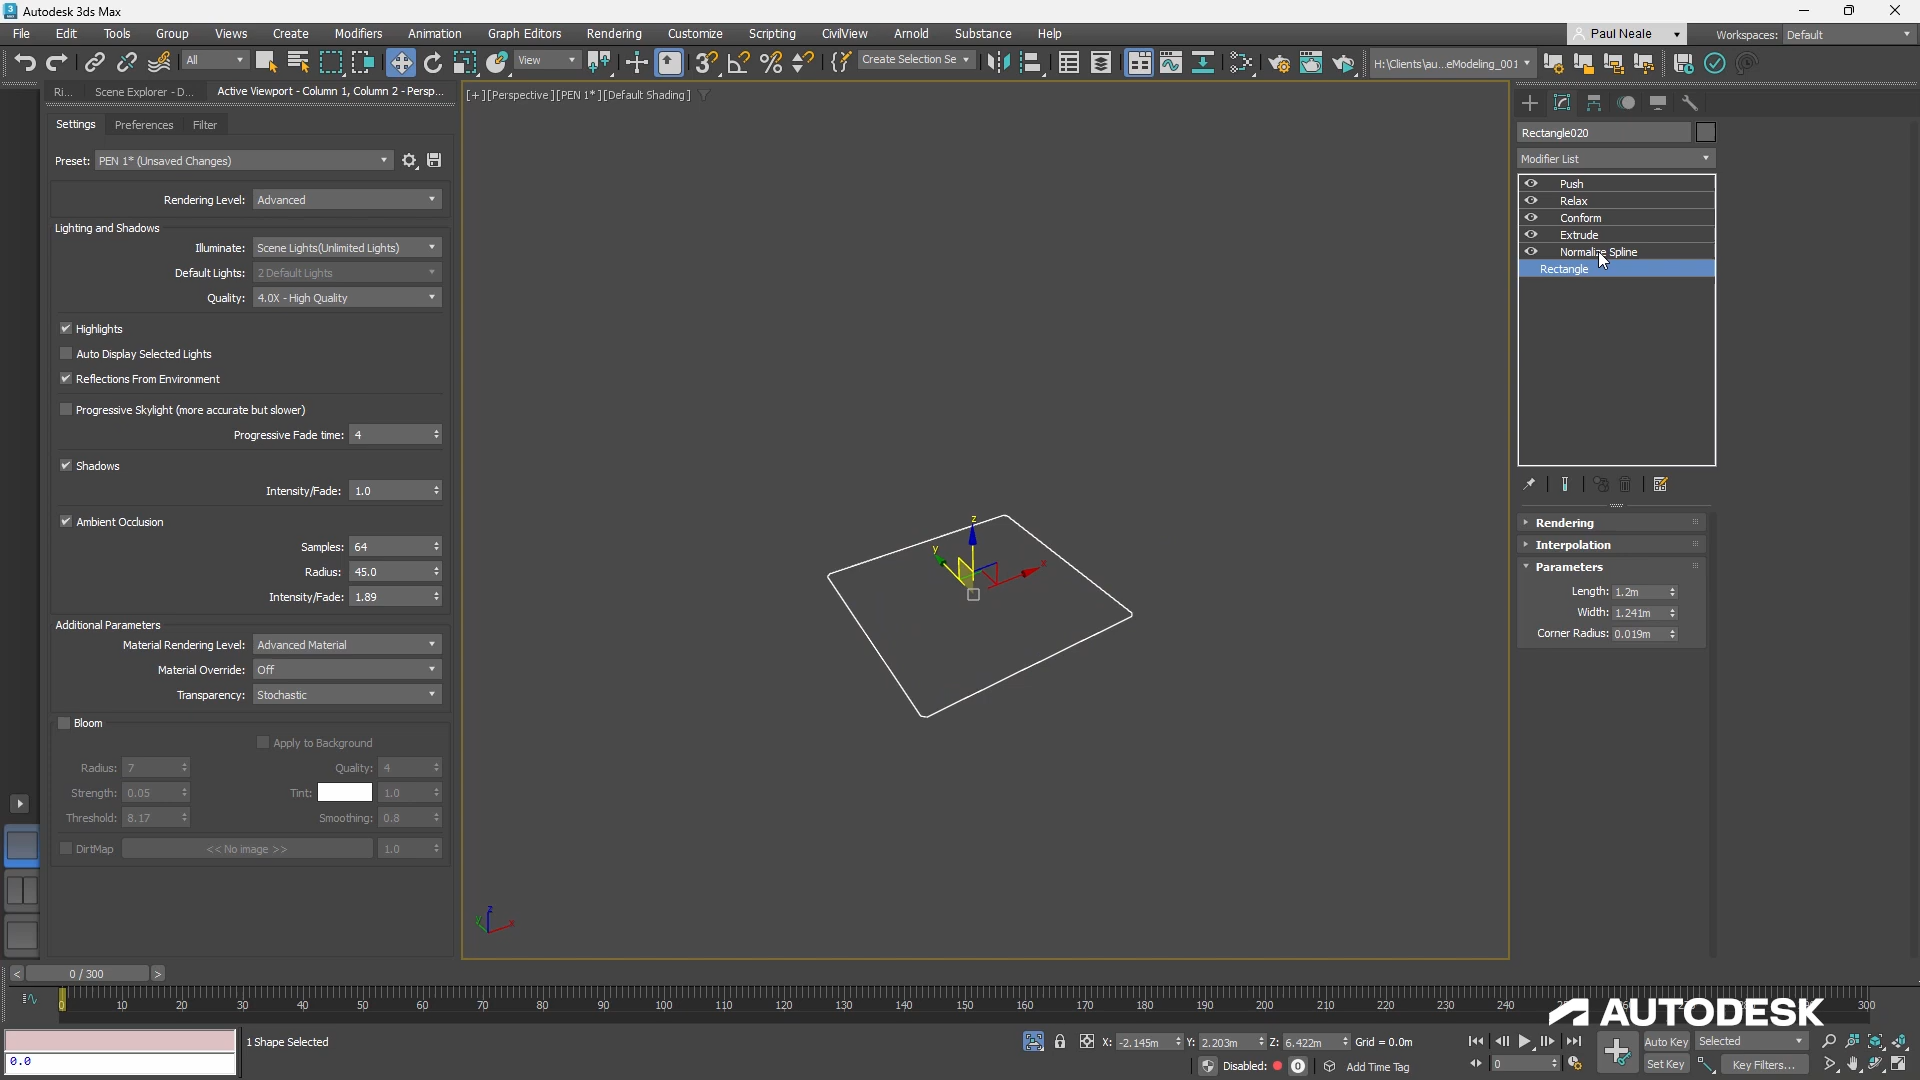 Autodesk 3ds Max
File Edit Tools Group Views Create Modifiers Animation Graph Editors Rendering Customize Scripting CivilView Arnold Substance Help
Paul Neale Workspaces: Default
All View Create Selection Se H:\Clients\au...eModeling_001
Ri... Scene Explorer - D... Active Viewport - Column 1, Column 2 - Persp...
[+][Perspective][PEN 1*][Default Shading]
Settings Preferences Filter
Preset: PEN 1* (Unsaved Changes)
Rendering Level: Advanced
Lighting and Shadows
Illuminate: Scene Lights(Unlimited Lights)
Default Lights: 2 Default Lights
Quality: 4.0X - High Quality
Highlights
Auto Display Selected Lights
Reflections From Environment
Progressive Skylight (more accurate but slower)
Progressive Fade time: 4
Shadows
Intensity/Fade: 1.0
Ambient Occlusion
Samples: 64
Radius: 45.0
Intensity/Fade: 1.89
Additional Parameters
Material Rendering Level: Advanced Material
Material Override: Off
Transparency: Stochastic
Bloom
Apply to Background
Radius: 7 Quality: 4
Strength: 0.05 Tint: 1.0
Threshold: 8.17 Smoothing: 0.8
DirtMap << No image >> 1.0
z
y
x
z
y
x
Rectangle020
Modifier List
Push
Relax
Conform
Extrude
Normalize Spline
Rectangle
Rendering
Interpolation
Parameters
Length: 1.2m
Width: 1.241m
Corner Radius: 0.019m
< 0 / 300 >
0 10 20 30 40 50 60 70 80 90 100 110 120 130 140 150 160 170 180 190 200 210 220 230 240 300
AUTODESK
0.0
1 Shape Selected
X: -2.145m Y: 2.203m Z: 6.422m Grid = 0.0m
Disabled: 0 Add Time Tag
0
Auto Key Selected
Set Key Key Filters...